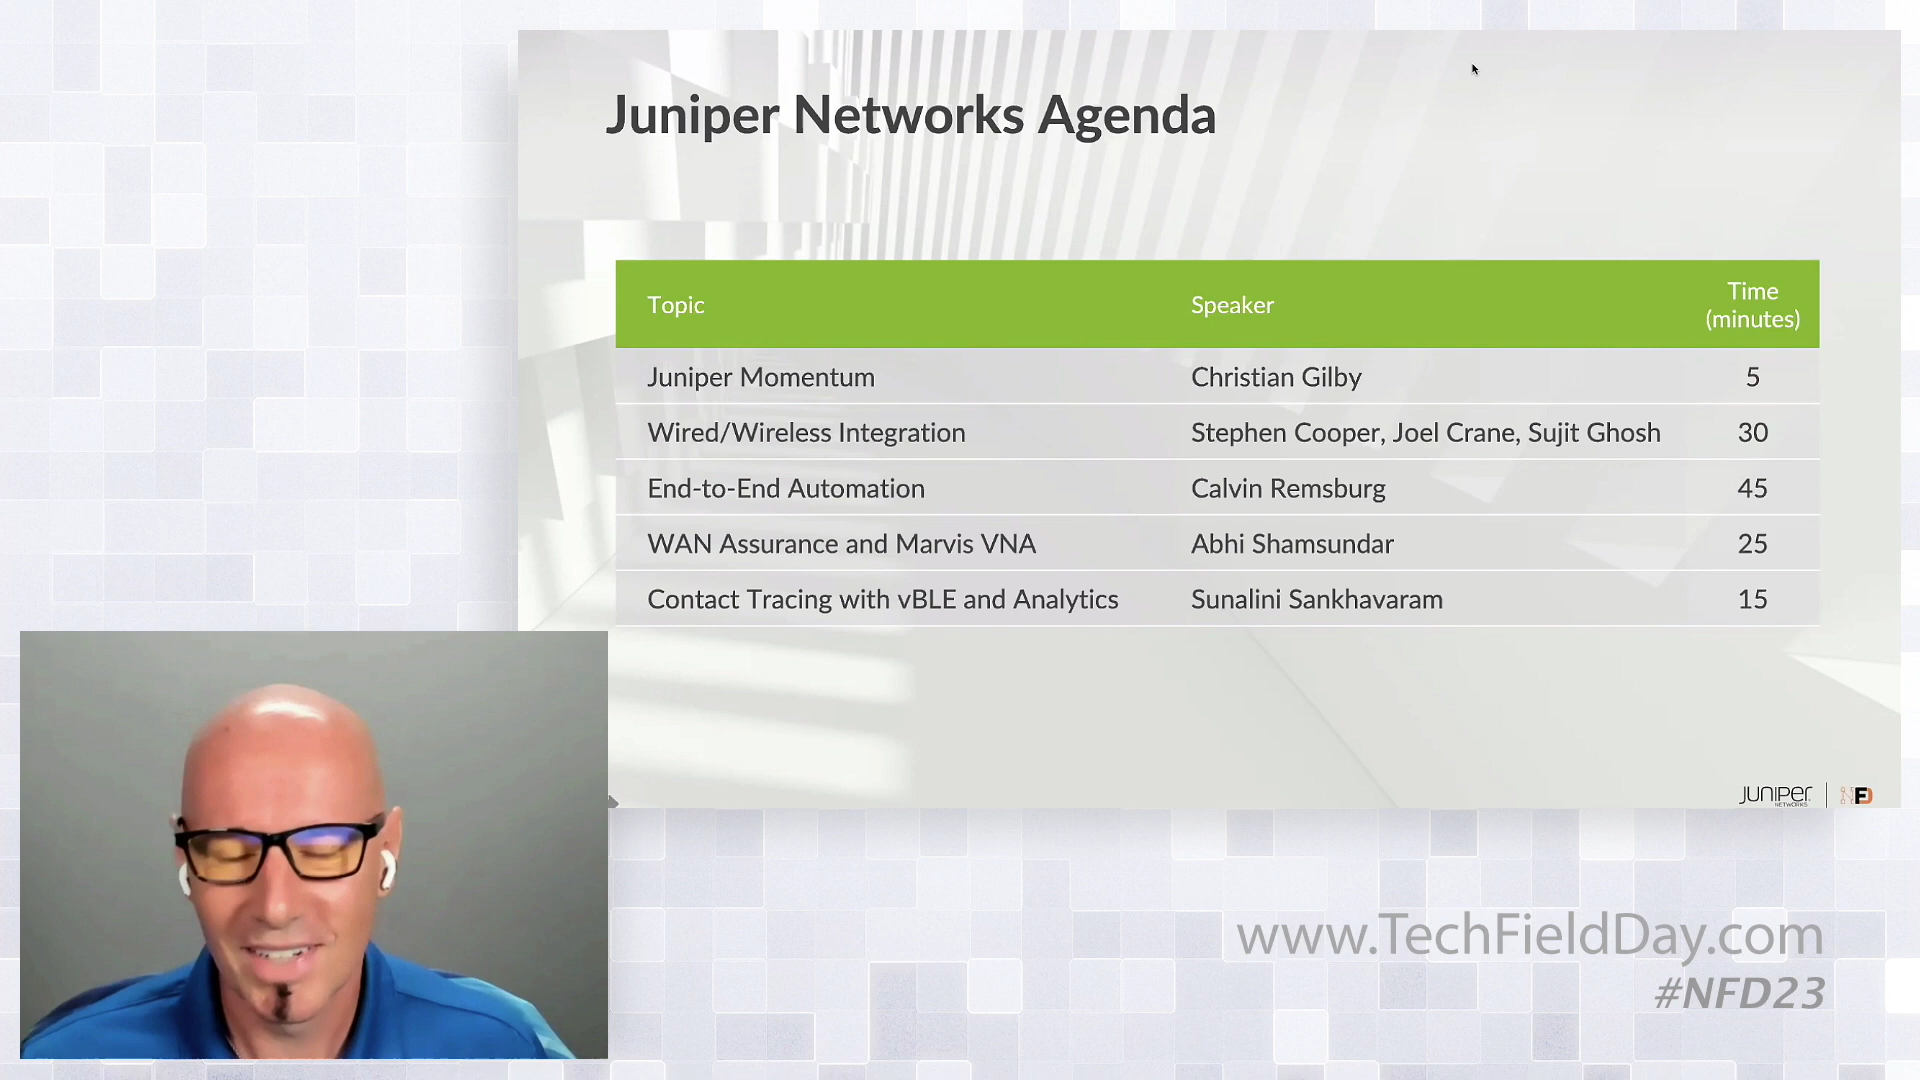 Juniper Networks Agenda
Topic Speaker Time (minutes)
Juniper Momentum Christian Gilby 5
Wired/Wireless Integration Stephen Cooper, Joel Crane, Sujit Ghosh 30
End-to-End Automation Calvin Remsburg 45
WAN Assurance and Marvis VNA Abhi Shamsundar 25
Contact Tracing with vBLE and Analytics Sunalini Sankhavaram 15
JUNIPER NETWORKS NFD
www.TechFieldDay.com
#NFD23